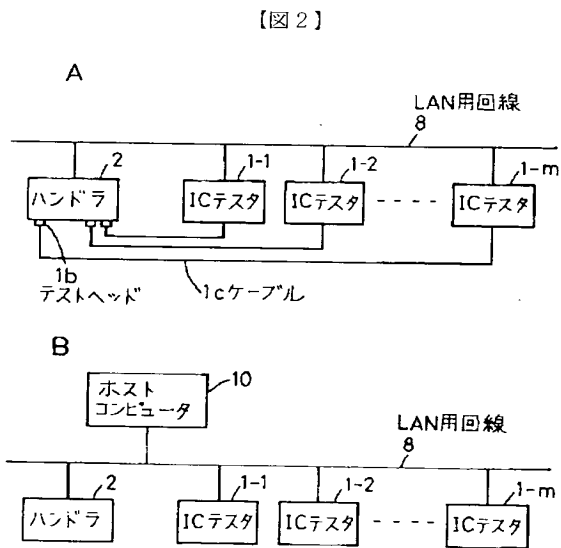 【図2】
A
LAN用回線
8
2
1-1
1-2
1-m
ハンドラ
ICテスタ
ICテスタ
ICテスタ
1b
テストヘッド
1cケーブル
B
ホスト
コンピュータ
10
LAN用回線
8
2
1-1
1-2
1-m
ハンドラ
ICテスタ
ICテスタ
ICテスタ